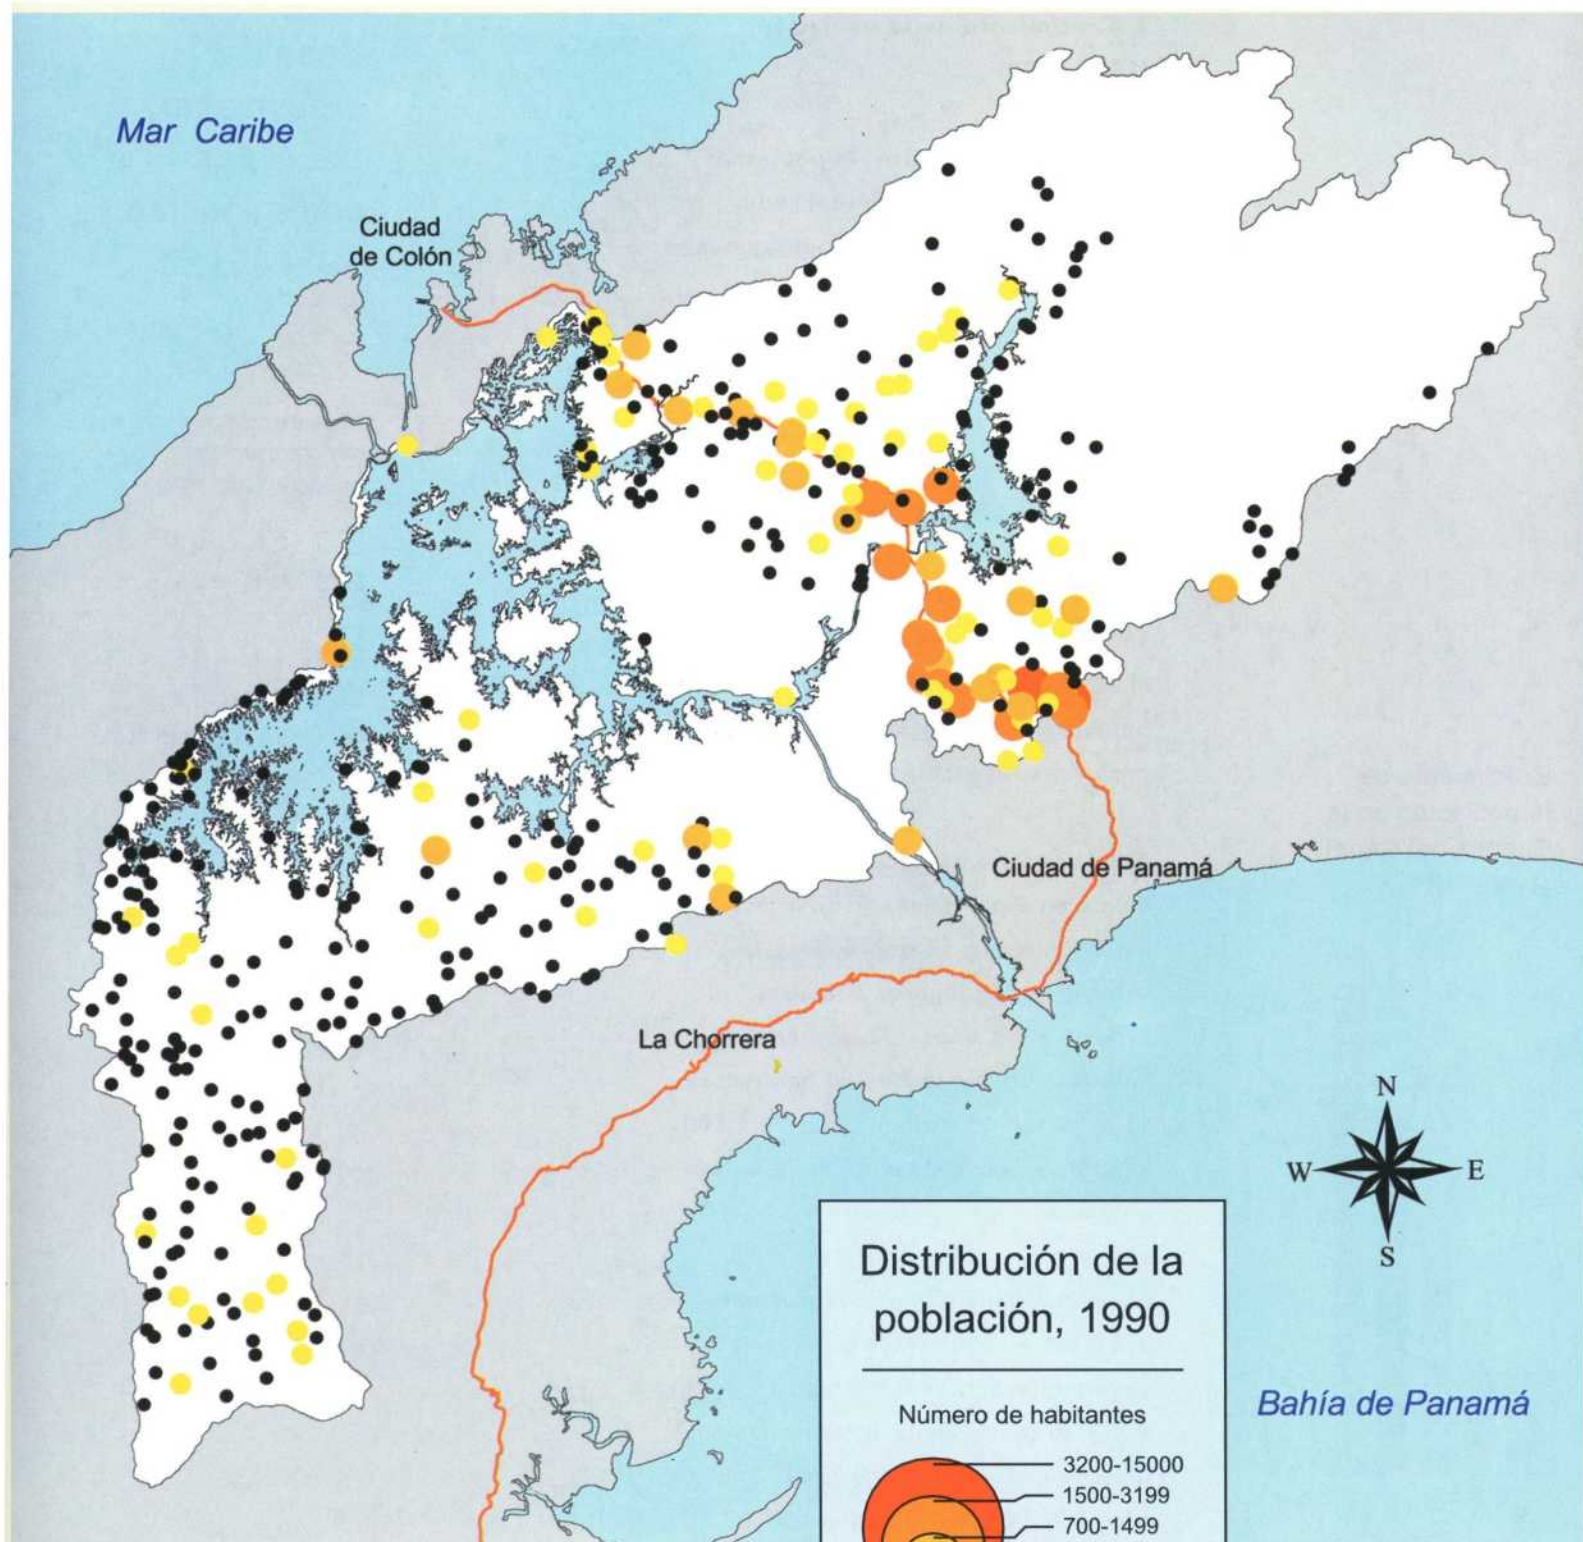 Mar Caribe
Ciudad
de Colón
Ciudad de Panamá
La Chorrera
N
W
E
S
Distribución de la
población, 1990
Número de habitantes
3200-15000
1500-3199
700-1499
Bahía de Panamá